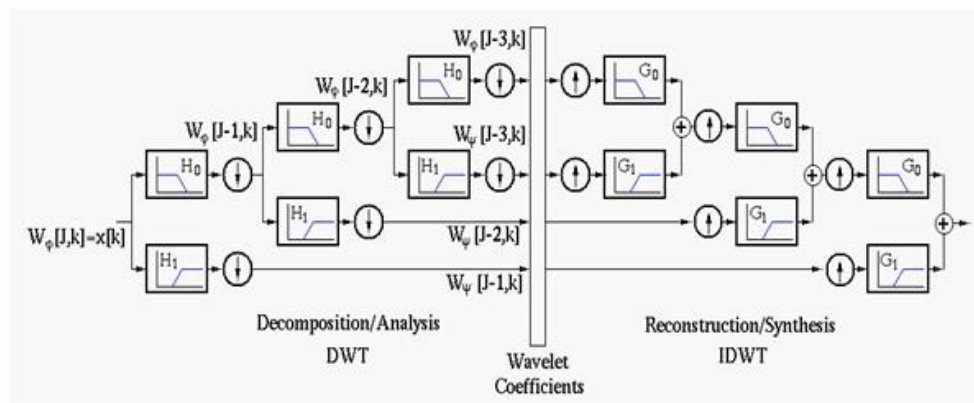 Wφ[J-3,k]
H₀
G₀
Wφ[J-2,k]
H₀
G₀
Wφ[J-1,k]
Wψ[J-3,k]
H₀
H₁
G₁
G₀
H₁
G₁
Wφ[J,k]=x[k]
Wψ [J-2,k]
H₁
G₁
Wψ [J-1,k]
Decomposition/Analysis
DWT
Reconstruction/Synthesis
IDWT
Wavelet
Coefficients